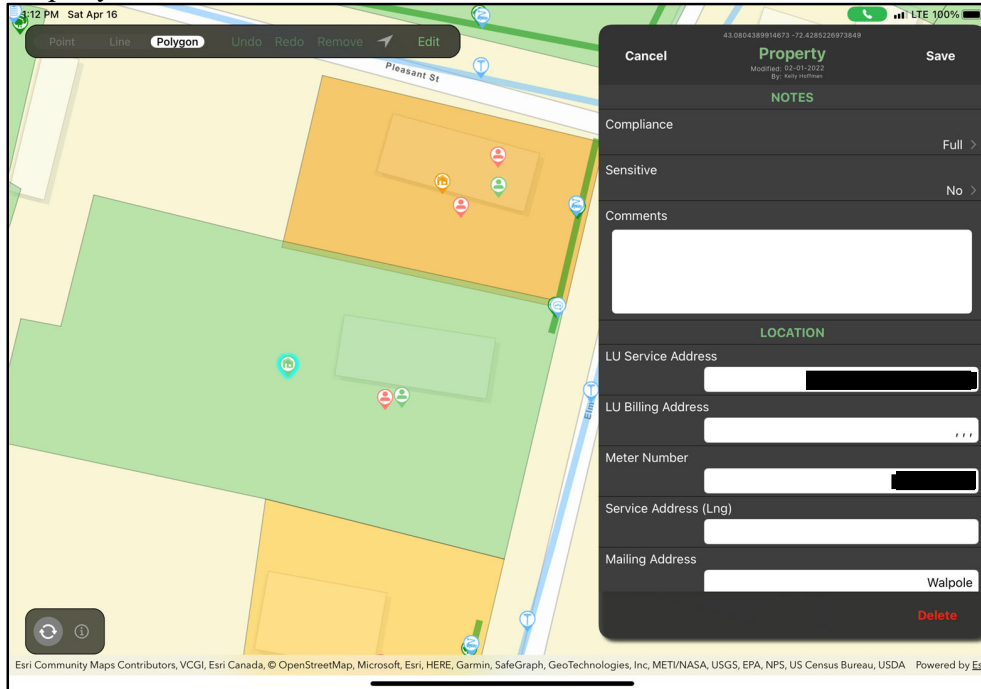 3:12 PM Sat Apr 16
LTE 100%
Point Line Polygon Undo Redo Remove Edit
43.0804389914673 -72.4285226973849
Cancel Property Save
Modified: 02-01-2022
By: Kelly Hoffman
NOTES
Compliance
Full
Sensitive
No
Comments
LOCATION
LU Service Address
LU Billing Address
, , ,
Meter Number
Service Address (Lng)
Mailing Address
Walpole
Delete
Pleasant St
Elm
T
T
T
Esri Community Maps Contributors, VCGI, Esri Canada, © OpenStreetMap, Microsoft, Esri, HERE, Garmin, SafeGraph, GeoTechnologies, Inc, METI/NASA, USGS, EPA, NPS, US Census Bureau, USDA Powered by Es